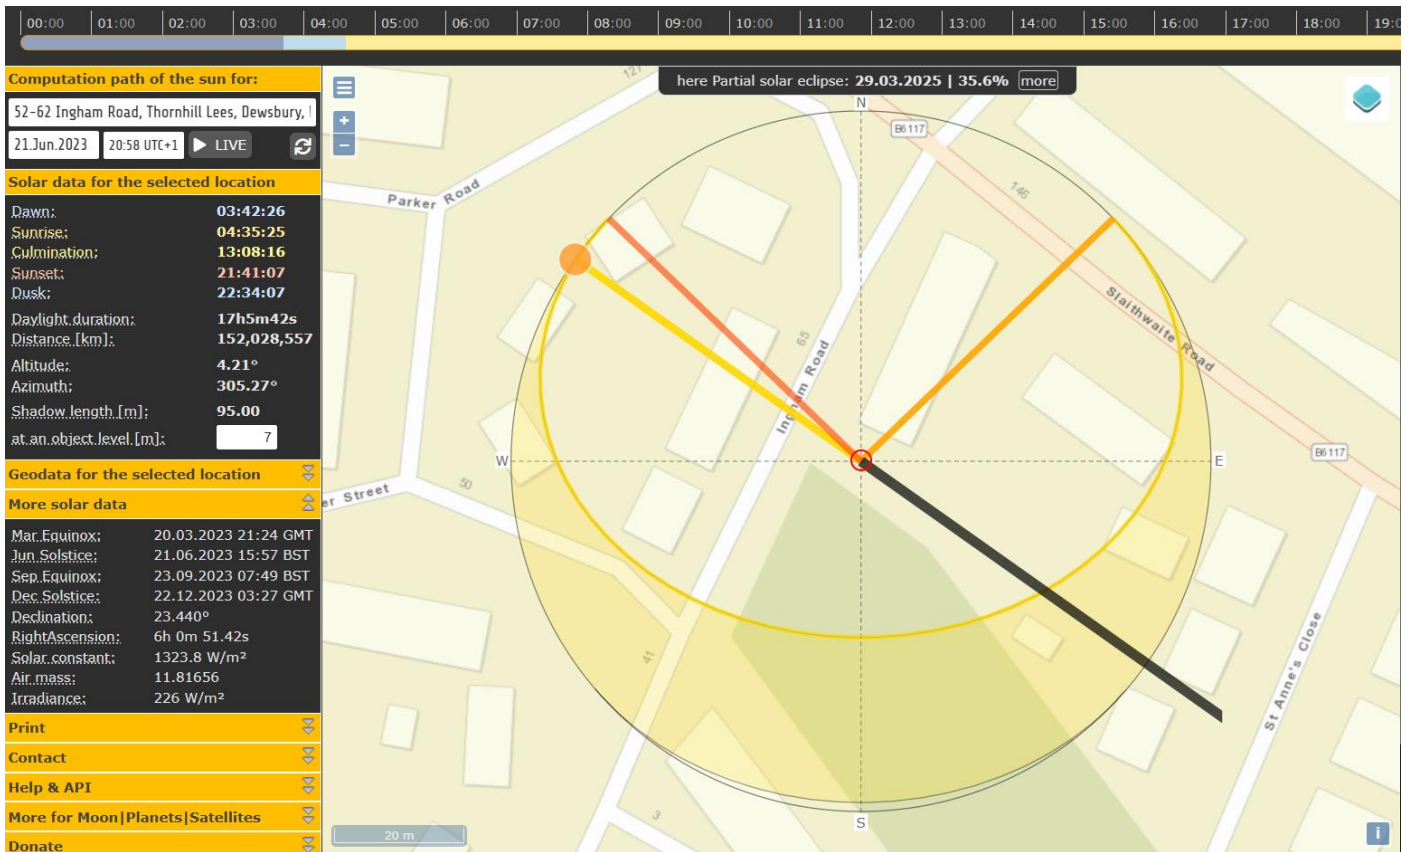 00:00 01:00 02:00 03:00 04:00 05:00 06:00 07:00 08:00 09:00 10:00 11:00 12:00 13:00 14:00 15:00 16:00 17:00 18:00 19:0
Computation path of the sun for:
52-62 Ingham Road, Thornhill Lees, Dewsbury,
21.Jun.2023 20:58 UTC+1 LIVE
Solar data for the selected location
Dawn: 03:42:26
Sunrise: 04:35:25
Culmination: 13:08:16
Sunset: 21:41:07
Dusk: 22:34:07
Daylight duration: 17h5m42s
Distance [km]: 152,028,557
Altitude: 4.21°
Azimuth: 305.27°
Shadow length [m]: 95.00
at an object level [m]: 7
Geodata for the selected location
More solar data
Mar Equinox: 20.03.2023 21:24 GMT
Jun Solstice: 21.06.2023 15:57 BST
Sep Equinox: 23.09.2023 07:49 BST
Dec Solstice: 22.12.2023 03:27 GMT
Declination: 23.440º
RightAscension: 6h 0m 51.42s
Solar constant: 1323.8 W/m²
Air mass: 11.81656
Irradiance: 226 W/m²
Print
Contact
Help & API
More for Moon|Planets|Satellites
Donate
here Partial solar eclipse: 29.03.2025 | 35.6% more
+
−
127
N
B6117
146
Parker Road
Slaithwaite Road
65
Ingham Road
W
E
B6117
50
er Street
St Anne's Close
41
3
S
20 m
i